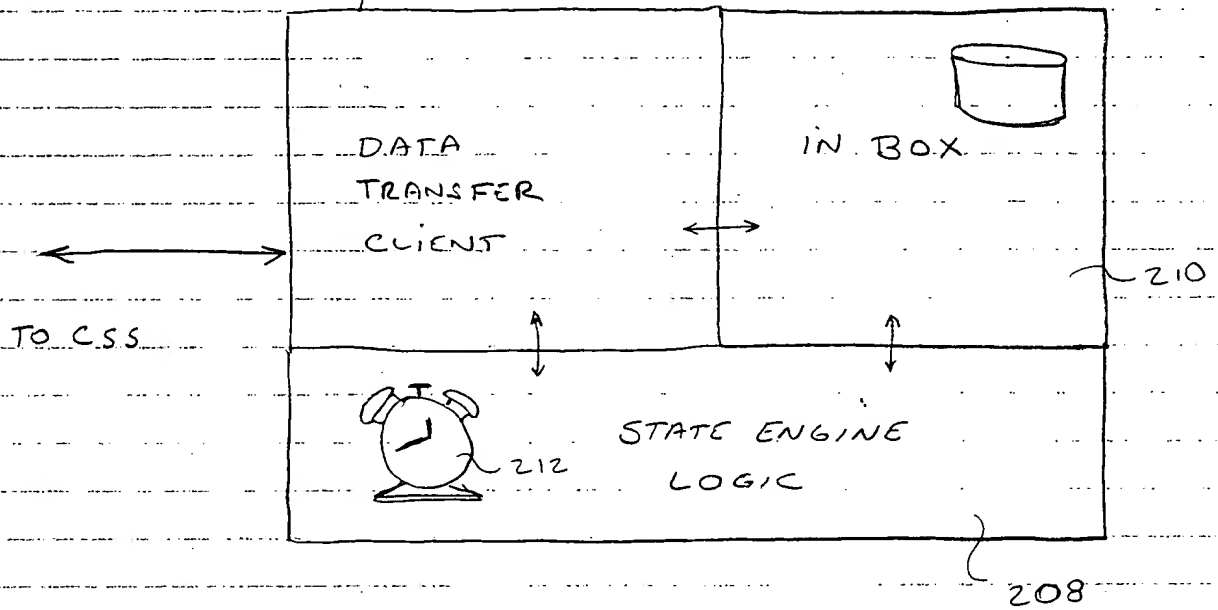 DATA
TRANSFER
CLIENT
IN BOX
210
TO CSS
212
STATE ENGINE
LOGIC
208